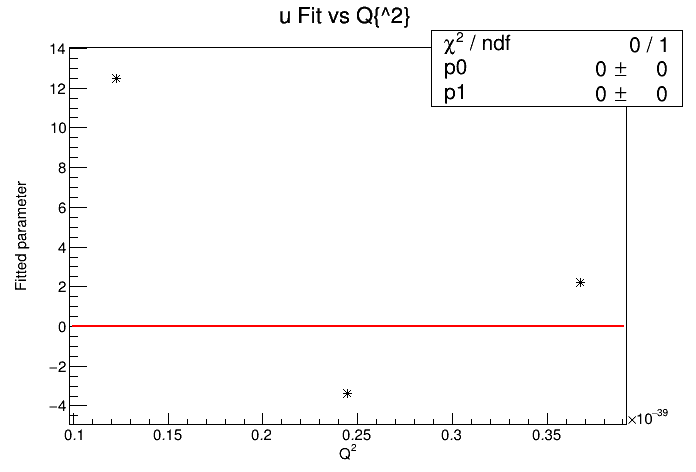 u Fit vs Q{^2}
χ² / ndf 0 / 1
p0 0 ± 0
p1 0 ± 0
14
12
10
8
6
4
2
0
−2
−4
Fitted parameter
0.1 0.15 0.2 0.25 0.3 0.35
×10⁻³⁹
Q²